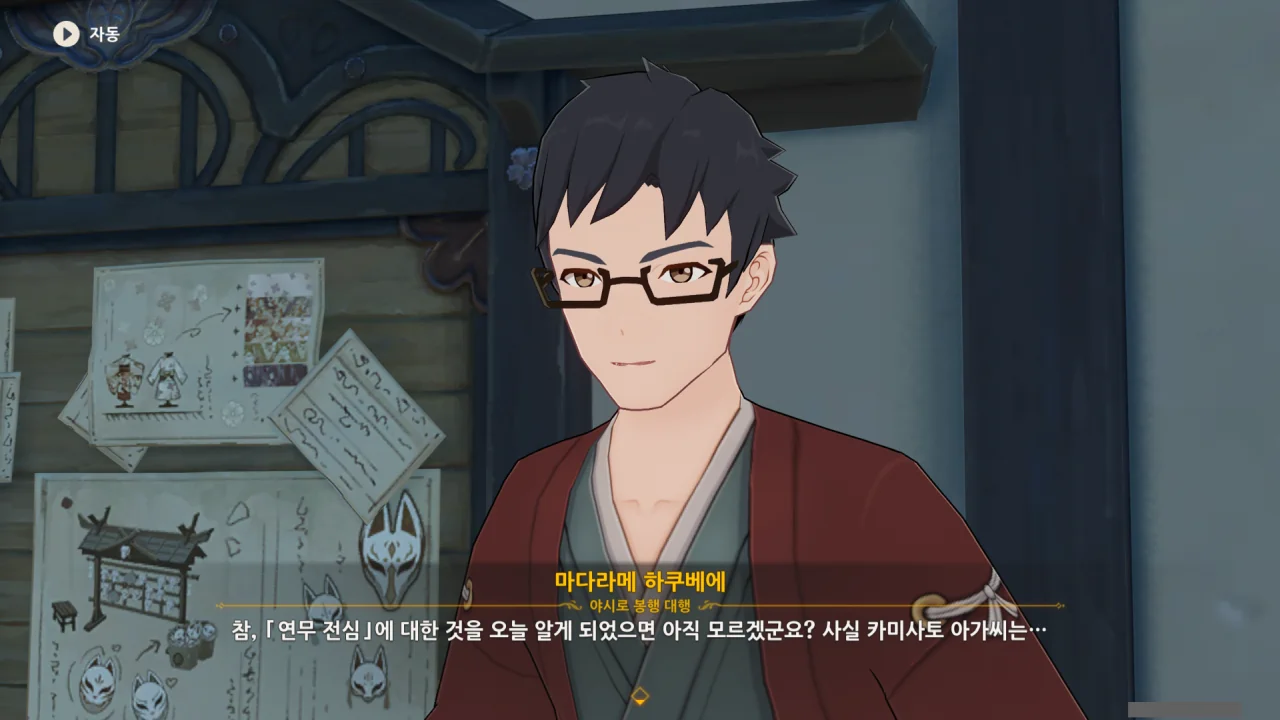 자동
마다라메 햐쿠베에
야시로 봉행 대행
참, 「연무 전심」에 대한 것을 오늘 알게 되었으면 아직 모르겠군요? 사실 카미사토 아가씨는…